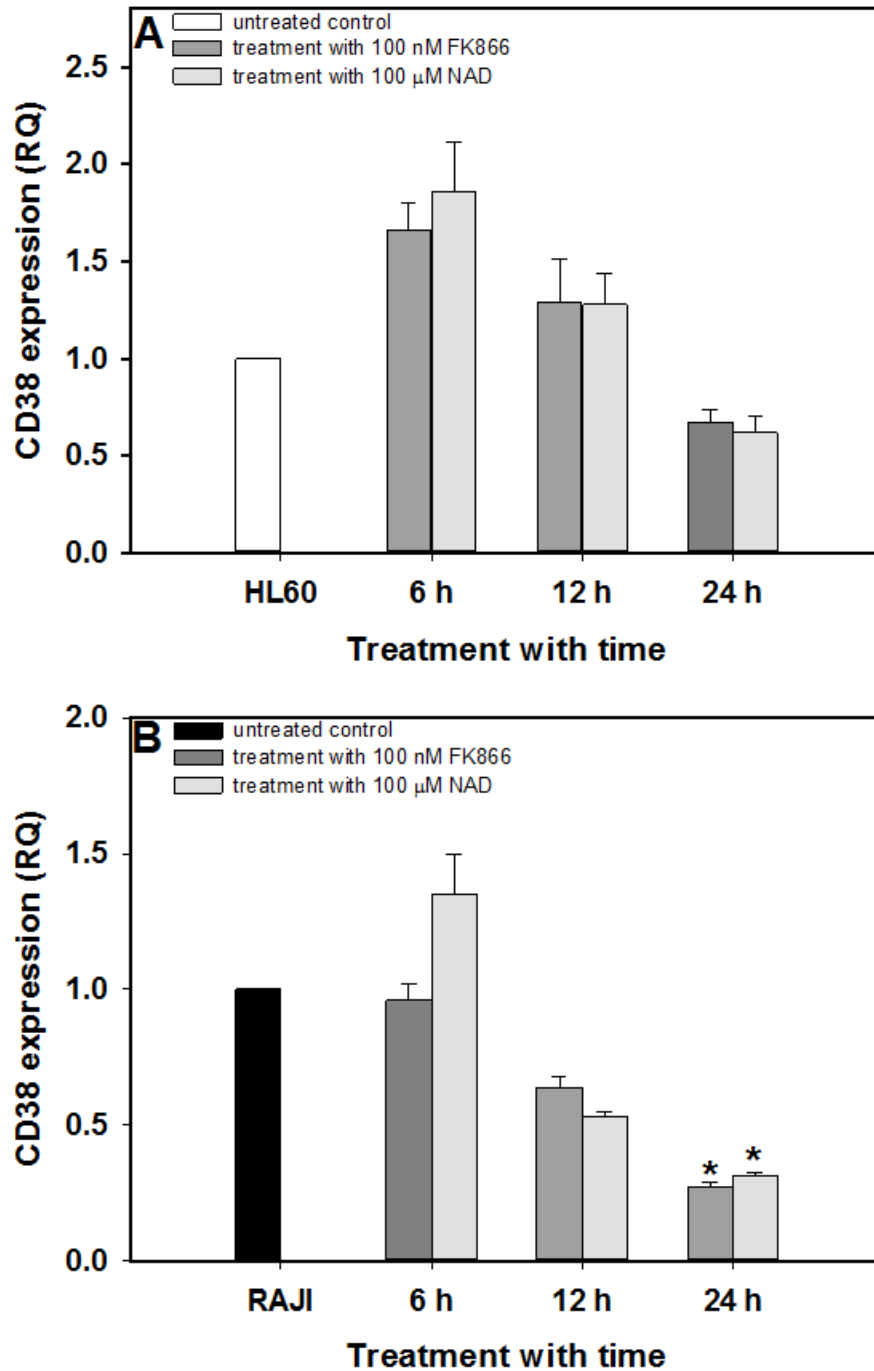 A
untreated control
treatment with 100 nM FK866
treatment with 100 μM NAD
CD38 expression (RQ)
2.5
2.0
1.5
1.0
0.5
0.0
HL60 6 h 12 h 24 h
Treatment with time
B
untreated control
treatment with 100 nM FK866
treatment with 100 μM NAD
CD38 expression (RQ)
2.0
1.5
1.0
0.5
0.0
* *
RAJI 6 h 12 h 24 h
Treatment with time